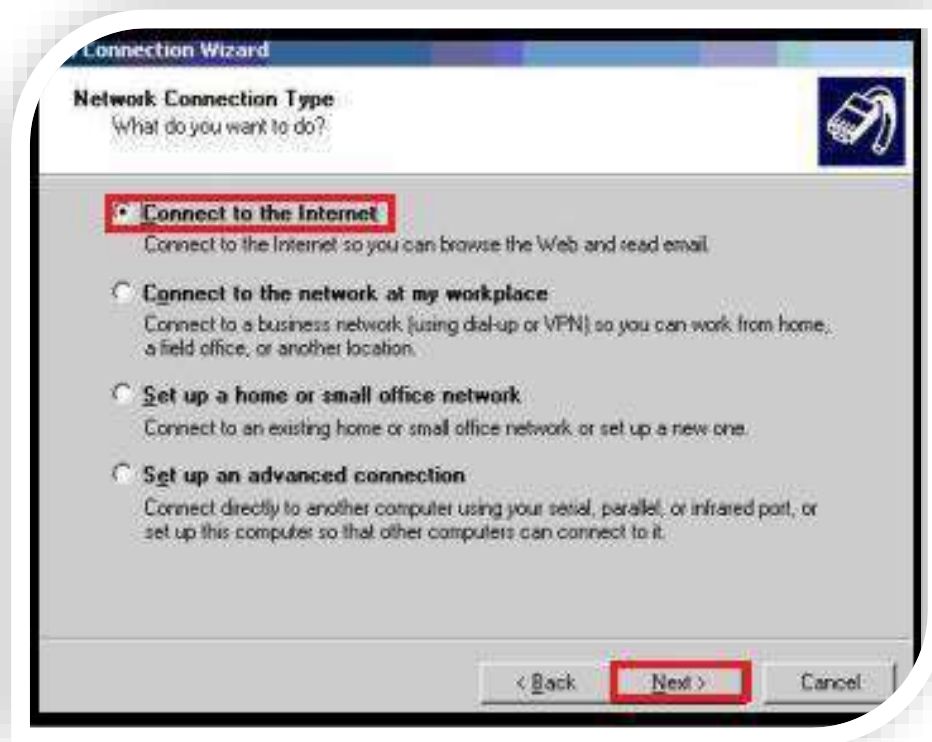 Connection Wizard
Network Connection Type
What do you want to do?
Connect to the Internet
Connect to the Internet so you can browse the Web and read email.
Connect to the network at my workplace
Connect to a business network (using dial-up or VPN) so you can work from home,
a field office, or another location.
Set up a home or small office network
Connect to an existing home or small office network or set up a new one.
Set up an advanced connection
Connect directly to another computer using your serial, parallel, or infrared port, or
set up this computer so that other computers can connect to it.
< Back
Next >
Cancel